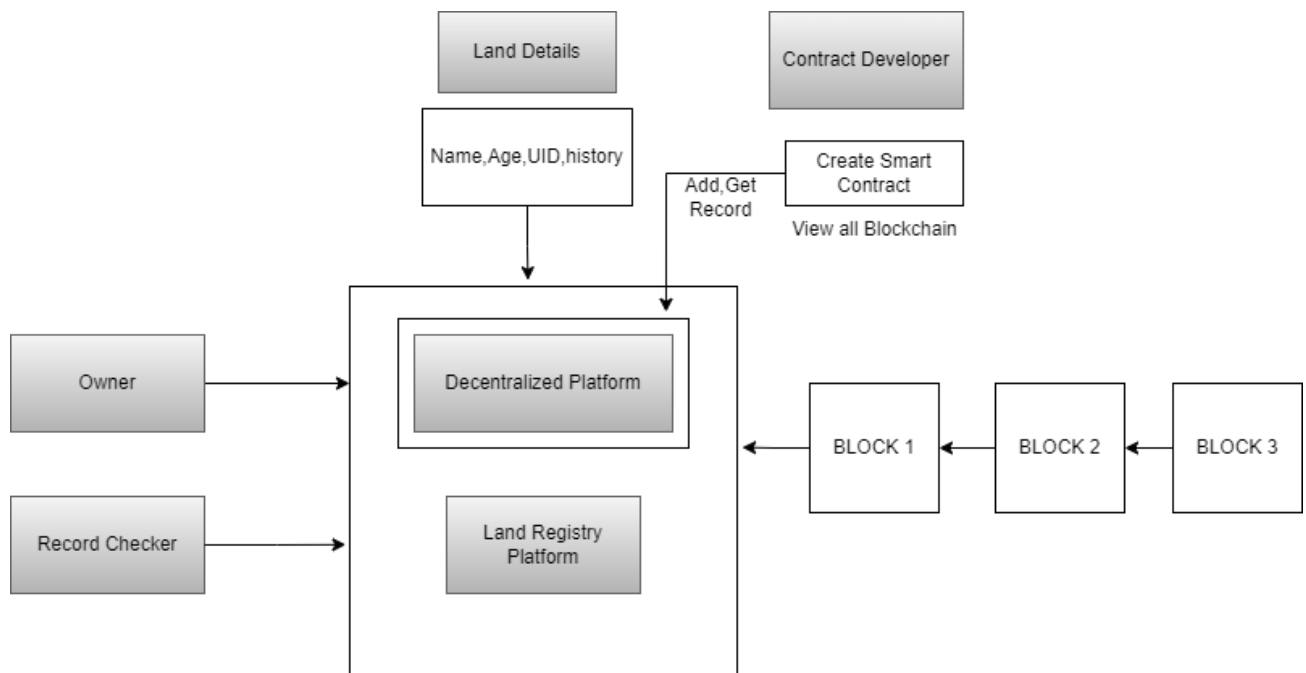 Land Details
Contract Developer
Name,Age,UID,history
Create Smart
Contract
Add,Get
Record
View all Blockchain
Owner
Decentralized Platform
BLOCK 1
BLOCK 2
BLOCK 3
Record Checker
Land Registry
Platform